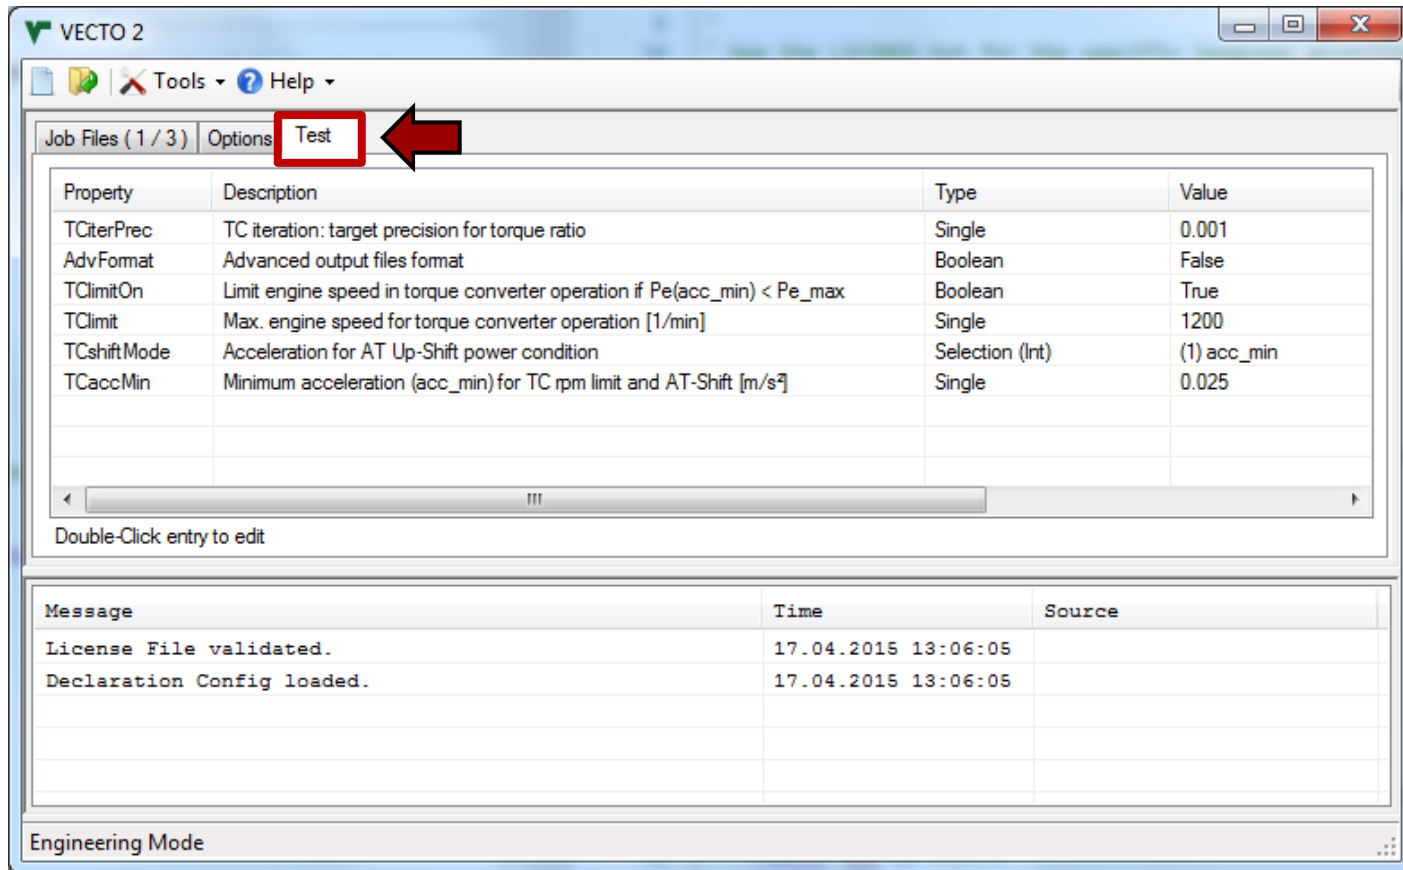 VECTO 2
Tools Help
Job Files ( 1 / 3 ) Options Test
Property Description Type Value
TCiterPrec TC iteration: target precision for torque ratio Single 0.001
AdvFormat Advanced output files format Boolean False
TClimitOn Limit engine speed in torque converter operation if Pe(acc_min) < Pe_max Boolean True
TClimit Max. engine speed for torque converter operation [1/min] Single 1200
TCshiftMode Acceleration for AT Up-Shift power condition Selection (Int) (1) acc_min
TCaccMin Minimum acceleration (acc_min) for TC rpm limit and AT-Shift [m/s²] Single 0.025
Double-Click entry to edit
Message Time Source
License File validated. 17.04.2015 13:06:05
Declaration Config loaded. 17.04.2015 13:06:05
Engineering Mode